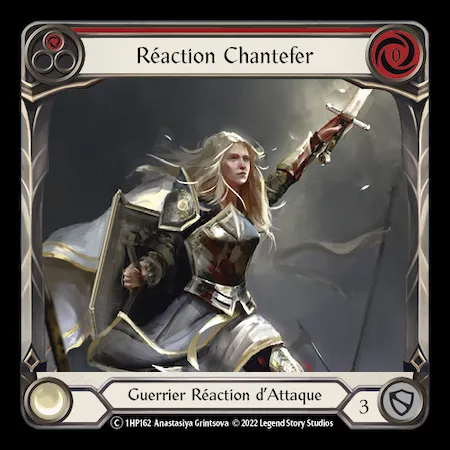 Réaction Chantefer
0
Guerrier Réaction d'Attaque
3
C 1HP162 Anastasiya Grintsova © 2022 Legend Story Studios